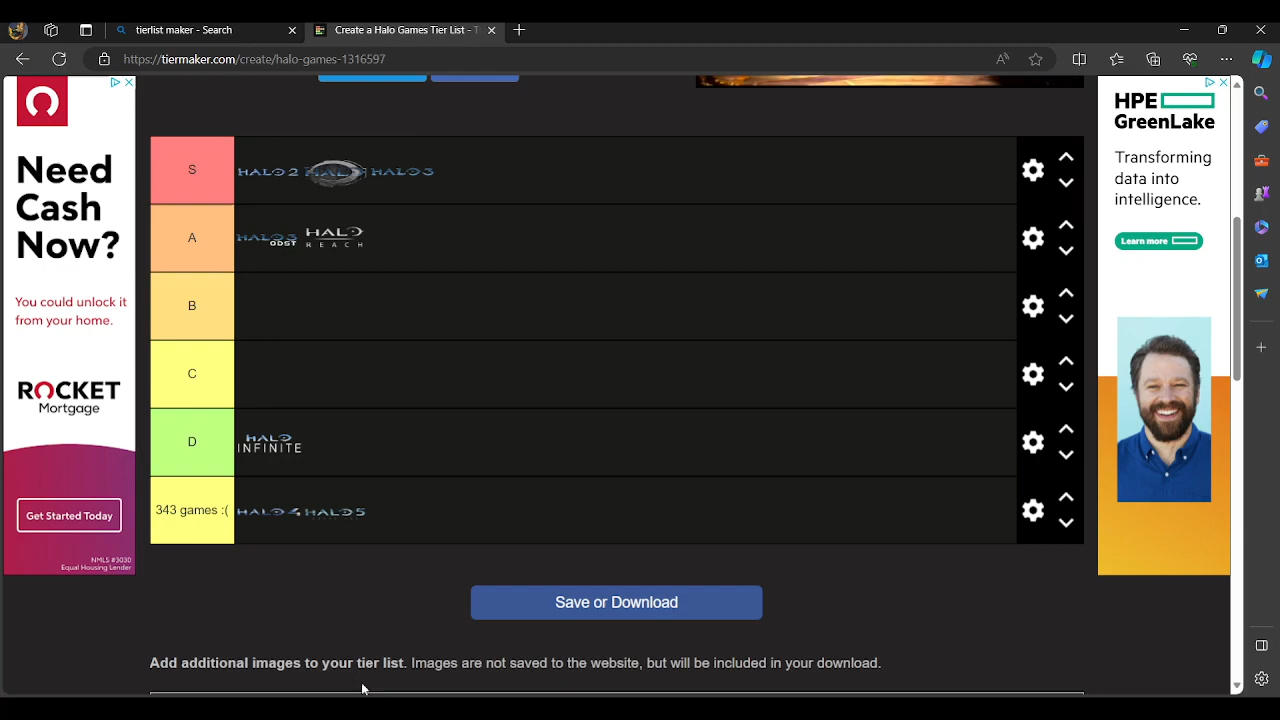 tierlist maker - Search
Create a Halo Games Tier List - T
https://tiermaker.com/create/halo-games-1316597
Need
Cash
Now?
You could unlock it
from your home.
ROCKET
Mortgage
Get Started Today
NMLS #3030
Equal Housing Lender
S
HALO 2 HALO HALO 3
A
HALO 3
ODST
HALO
REACH
B
C
D
HALO
INFINITE
343 games :(
HALO 4 HALO 5
Save or Download
Add additional images to your tier list. Images are not saved to the website, but will be included in your download.
HPE
GreenLake
Transforming
data into
intelligence.
Learn more